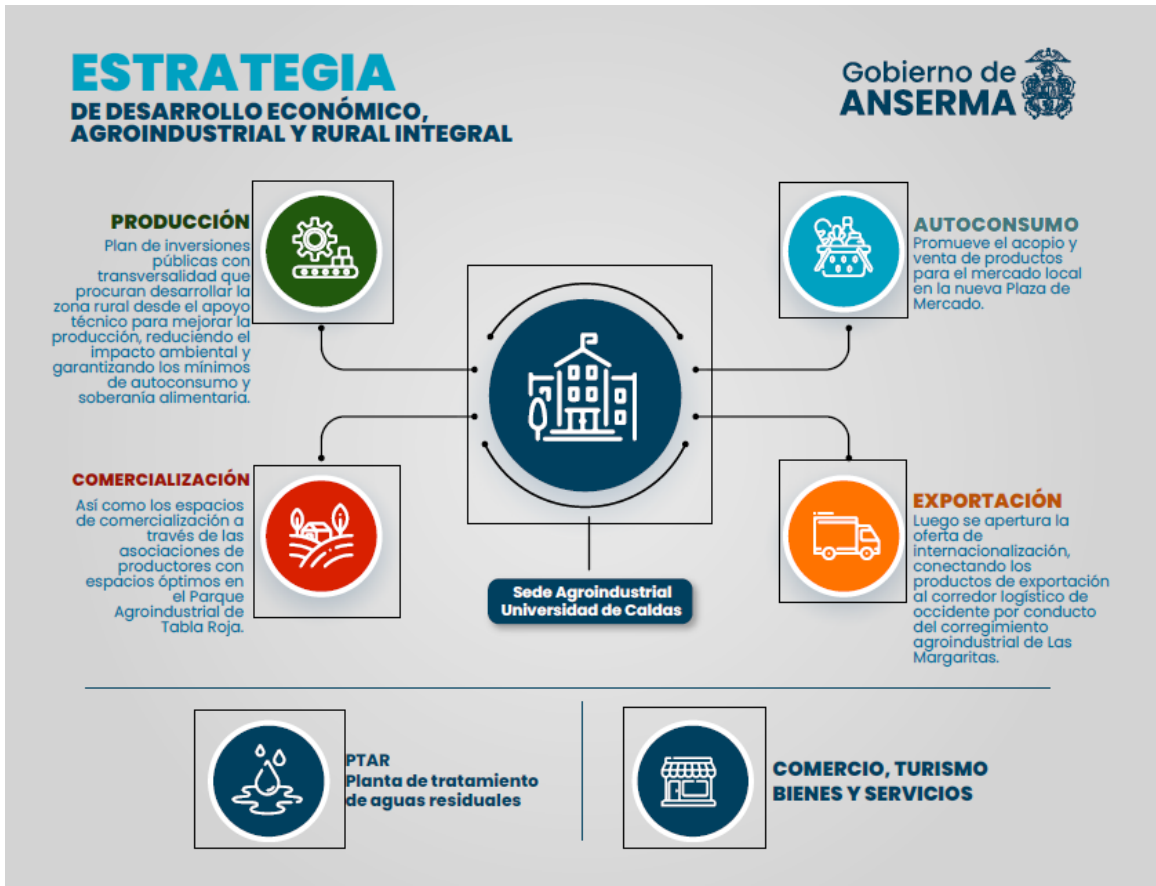 ESTRATEGIA
DE DESARROLLO ECONÓMICO,
AGROINDUSTRIAL Y RURAL INTEGRAL
Gobierno de
ANSERMA
PRODUCCIÓN
Plan de inversiones
públicas con
transversalidad que
procuran desarrollar la
zona rural desde el apoyo
técnico para mejorar la
producción, reduciendo el
impacto ambiental y
garantizando los mínimos
de autoconsumo y
soberanía alimentaria.
AUTOCONSUMO
Promueve el acopio y
venta de productos
para el mercado local
en la nueva Plaza de
Mercado.
COMERCIALIZACIÓN
Así como los espacios
de comercialización a
través de las
asociaciones de
productores con
espacios óptimos en
el Parque
Agroindustrial de
Tabla Roja.
EXPORTACIÓN
Luego se apertura la
oferta de
internacionalización,
conectando los
productos de exportación
al corredor logístico de
occidente por conducto
del corregimiento
agroindustrial de Las
Margaritas.
Sede Agroindustrial
Universidad de Caldas
PTAR
Planta de tratamiento
de aguas residuales
COMERCIO, TURISMO
BIENES Y SERVICIOS